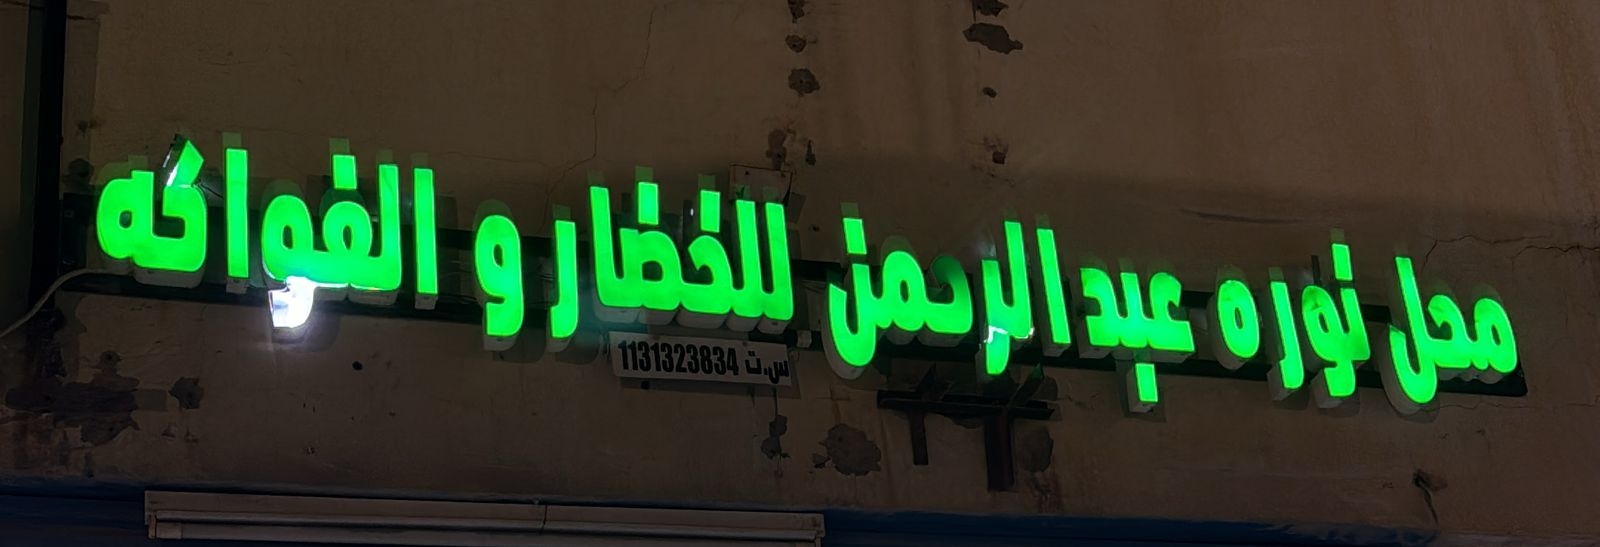 محل نوره عبدالرحمن للخضار و الفواكه
س.ت 1131323834